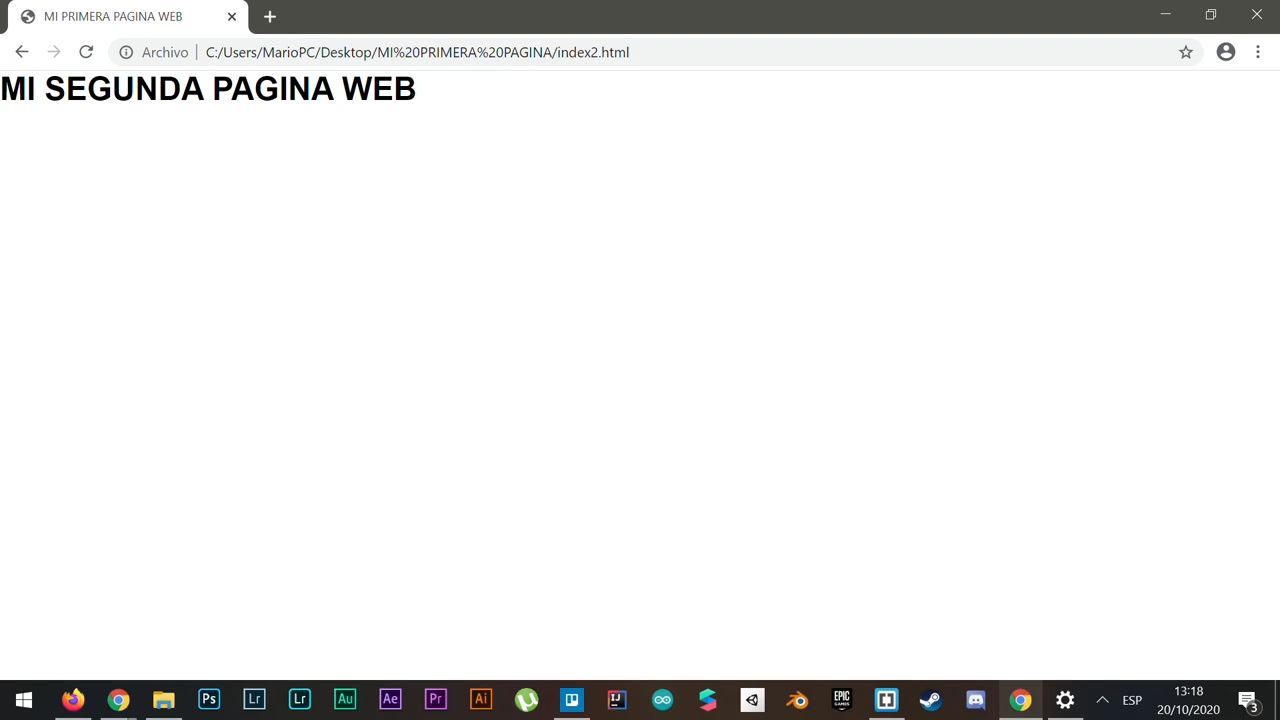 MI PRIMERA PAGINA WEB
Archivo | C:/Users/MarioPC/Desktop/MI%20PRIMERA%20PAGINA/index2.html
MI SEGUNDA PAGINA WEB
Ps Lr Lr Au Ae Pr Ai IJ EPIC GAMES ESP
13:18
20/10/2020
3